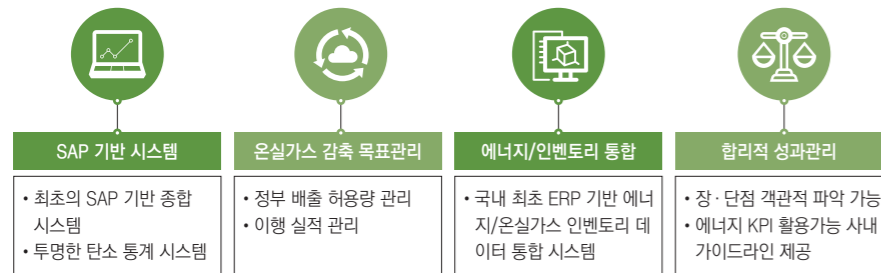 SAP 기반 시스템
• 최초의 SAP 기반 종합
시스템
• 투명한 탄소 통계 시스템
온실가스 감축 목표관리
• 정부 배출 허용량 관리
• 이행 실적 관리
에너지/인벤토리 통합
• 국내 최초 ERP 기반 에너
지/온실가스 인벤토리 데
이터 통합 시스템
합리적 성과관리
• 장 · 단점 객관적 파악 가능
• 에너지 KPI 활용가능 사내
가이드라인 제공